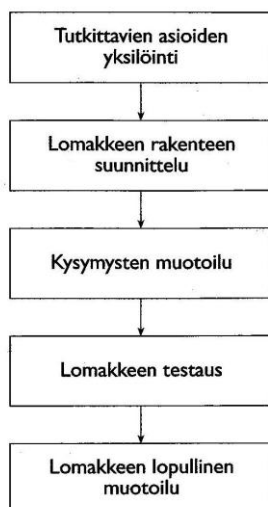 Tutkittavien asioiden
yksilöinti
Lomakkeen rakenteen
suunnittelu
Kysymysten muotoilu
Lomakkeen testaus
Lomakkeen lopullinen
muotoilu